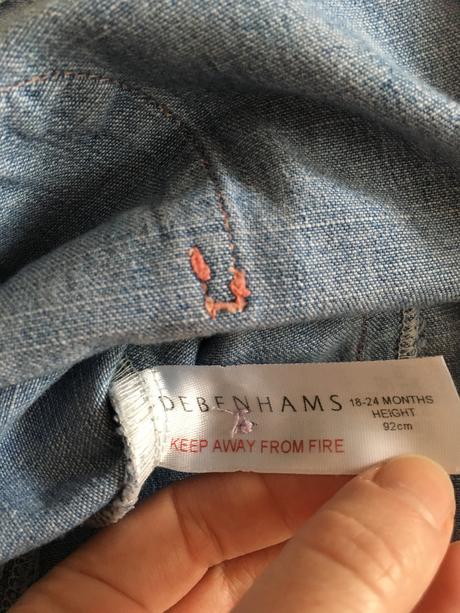 DEBENHAMS
18-24 MONTHS
HEIGHT
92cm
KEEP AWAY FROM FIRE